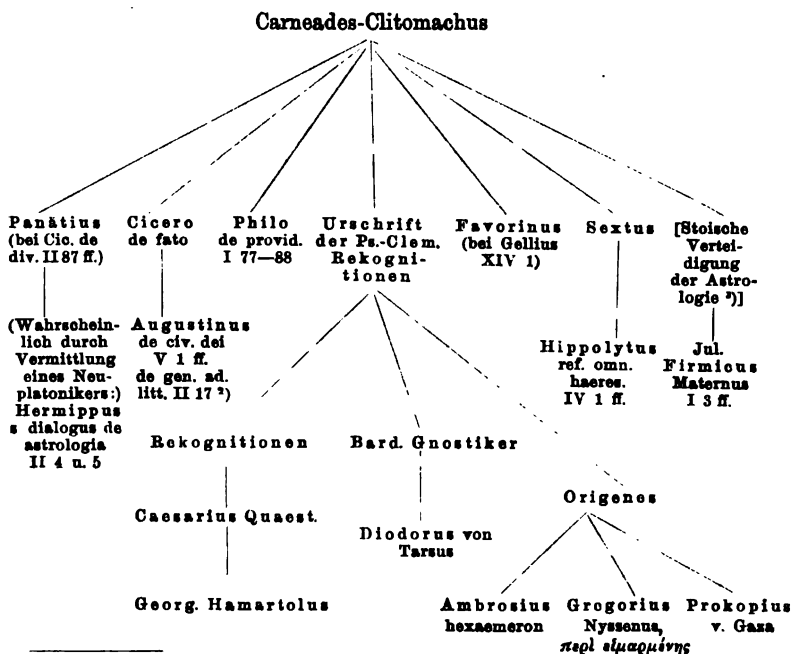 Carneades-Clitomachus
Panätius
(bei Cic. de
div. II 87 ff.)
Cicero
de fato
Philo
de provid.
I 77—88
Urschrift
der Ps.-Clem.
Rekogni-
tionen
Favorinus
(bei Gellius
XIV 1)
Sextus
[Stoische
Vertei-
digung
der Astro-
logie ³)]
(Wahrschein-
lich durch
Vermittlung
eines Neu-
platonikers:)
Hermippus
s dialogus de
astrologia
II 4 u. 5
Augustinus
de civ. dei
V 1 ff.
de gen. ad.
litt. II 17 ²)
Hippolytus
ref. omn.
haeres.
IV 1 ff.
Jul.
Firmicus
Maternus
I 3 ff.
Rekognitionen
Bard. Gnostiker
Origenes
Caesarius Quaest.
Diodorus von
Tarsus
Georg. Hamartolus
Ambrosius
hexaemeron
Grogorius
Nyssenus,
περὶ εἱμαρμένης
Prokopius
v. Gaza